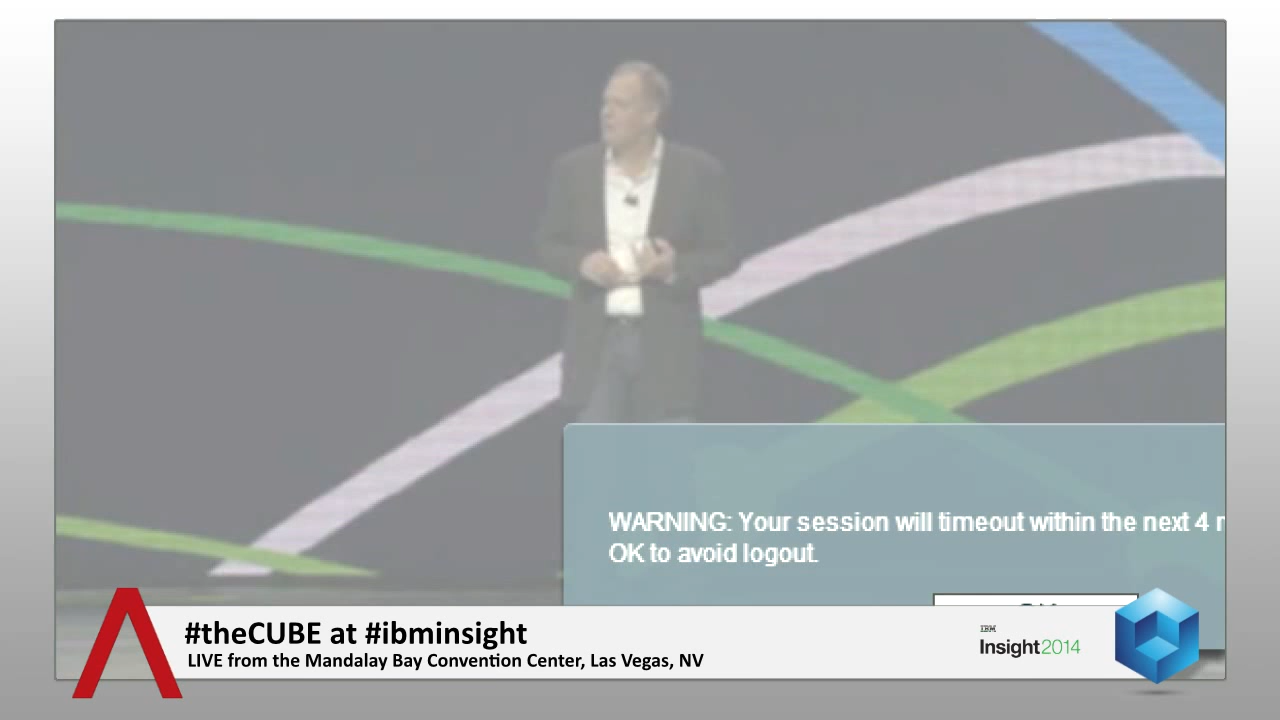 WARNING: Your session will timeout within the next 4
OK to avoid logout.
#theCUBE at #ibminsight
LIVE from the Mandalay Bay Convention Center, Las Vegas, NV
IBM
Insight2014